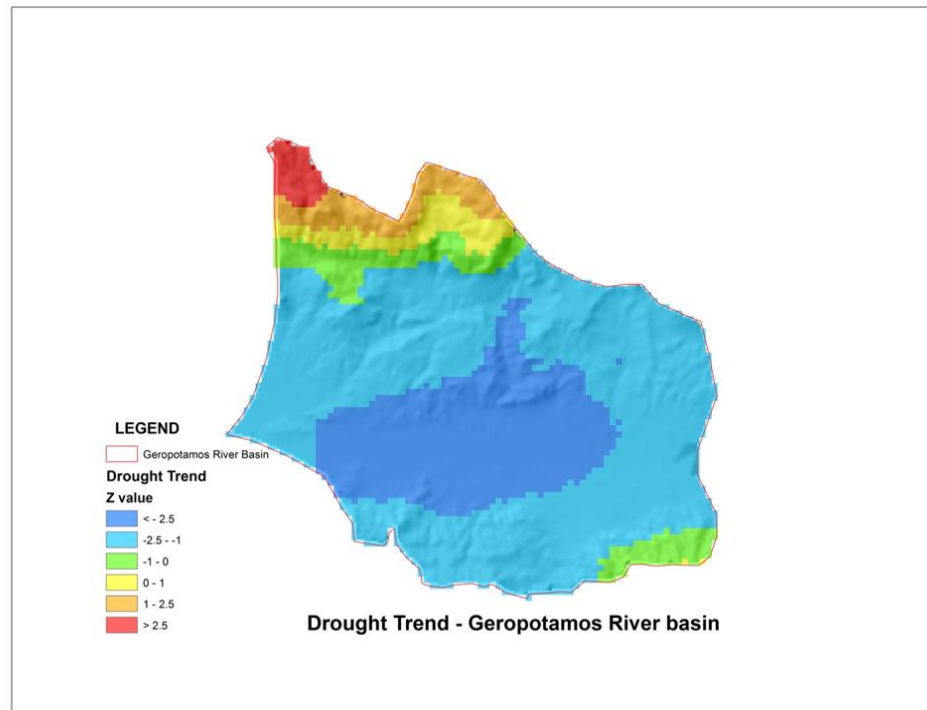 LEGEND
Geropotamos River Basin
Drought Trend
Z value
< - 2.5
-2.5 - -1
-1 - 0
0 - 1
1 - 2.5
> 2.5
Drought Trend - Geropotamos River basin